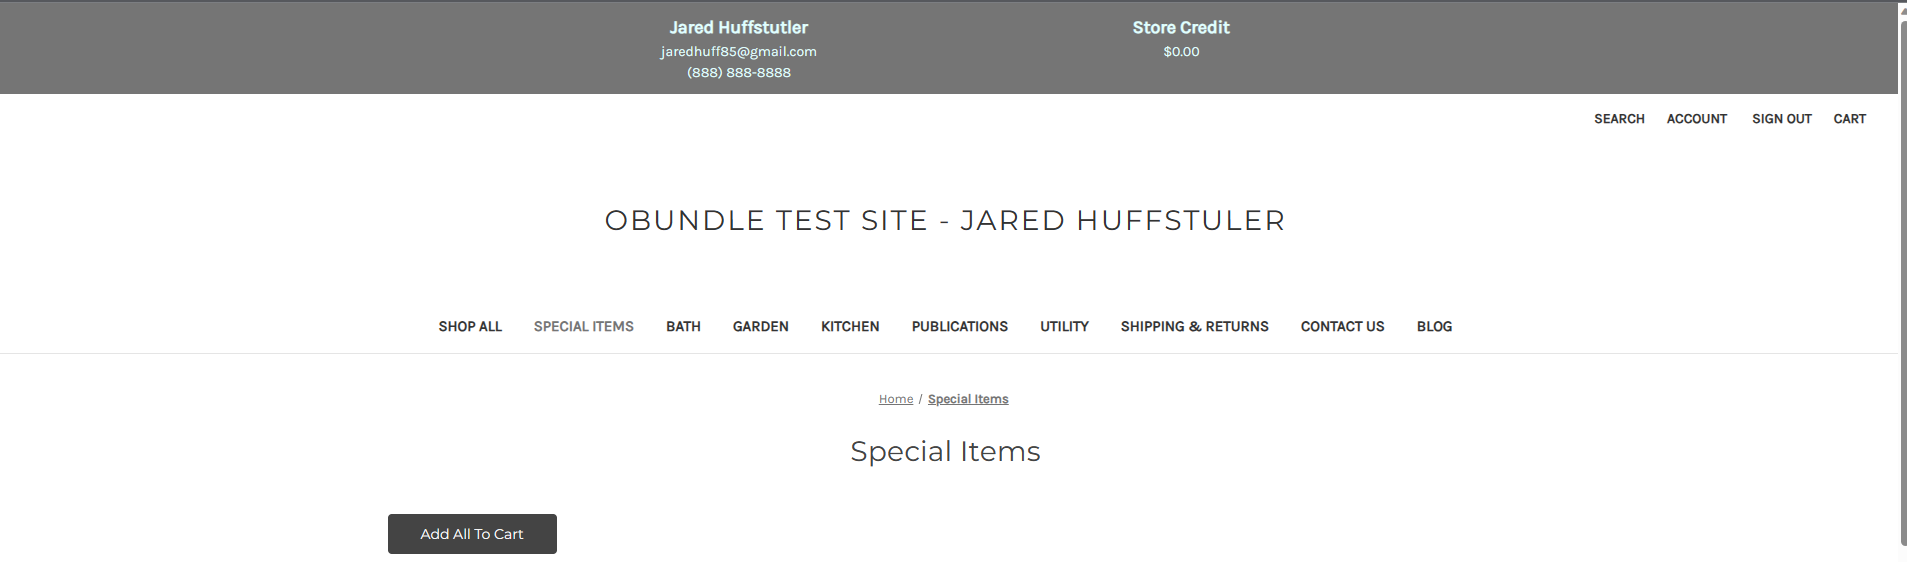 Jared Huffstutler
jaredhuff85@gmail.com
(888) 888-8888
Store Credit
$0.00
SEARCH ACCOUNT SIGN OUT CART
OBUNDLE TEST SITE - JARED HUFFSTULER
SHOP ALL SPECIAL ITEMS BATH GARDEN KITCHEN PUBLICATIONS UTILITY SHIPPING & RETURNS CONTACT US BLOG
Home / Special Items
Special Items
Add All To Cart